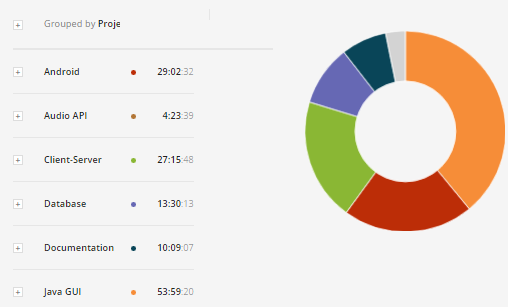 Grouped by Proje
Android 29:02:32
Audio API 4:23:39
Client-Server 27:15:48
Database 13:30:13
Documentation 10:09:07
Java GUI 53:59:20